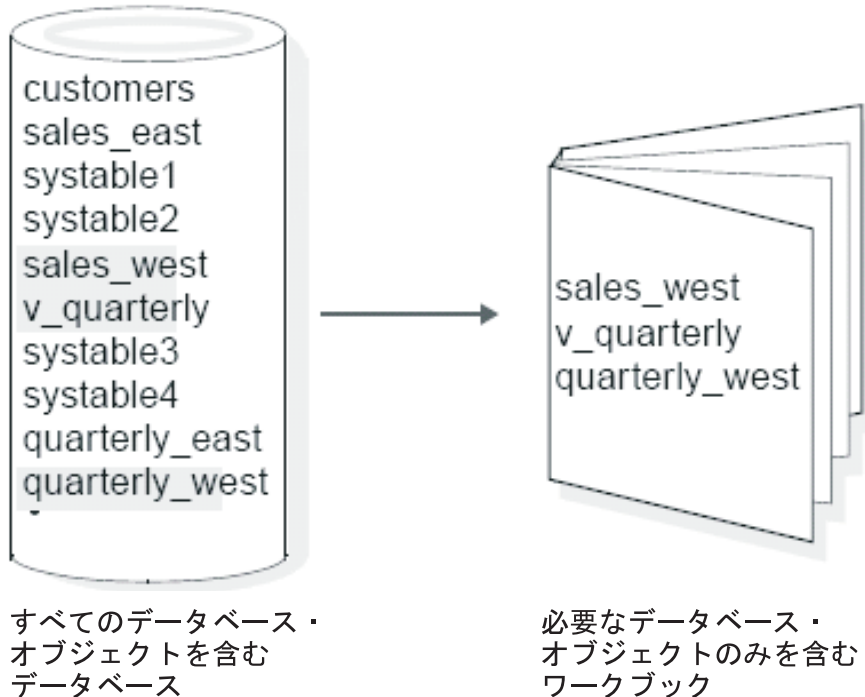 customers
sales_east
systable1
systable2
sales_west
v_quarterly
systable3
systable4
quarterly_east
quarterly_west
sales_west
v_quarterly
quarterly_west
すべてのデータベース・
オブジェクトを含む
データベース
必要なデータベース・
オブジェクトのみを含む
ワークブック